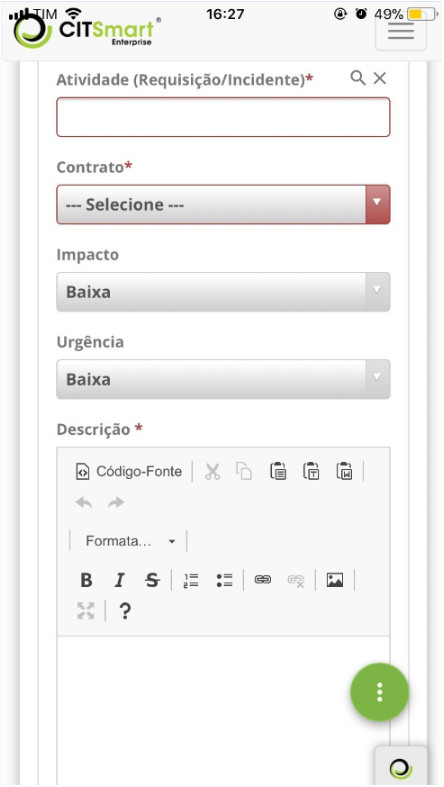 TIM 16:27 49%
CITSmart
Enterprise
Atividade (Requisição/Incidente)*
Contrato*
--- Selecione ---
Impacto
Baixa
Urgência
Baixa
Descrição *
Código-Fonte
Formata...
B I S
?